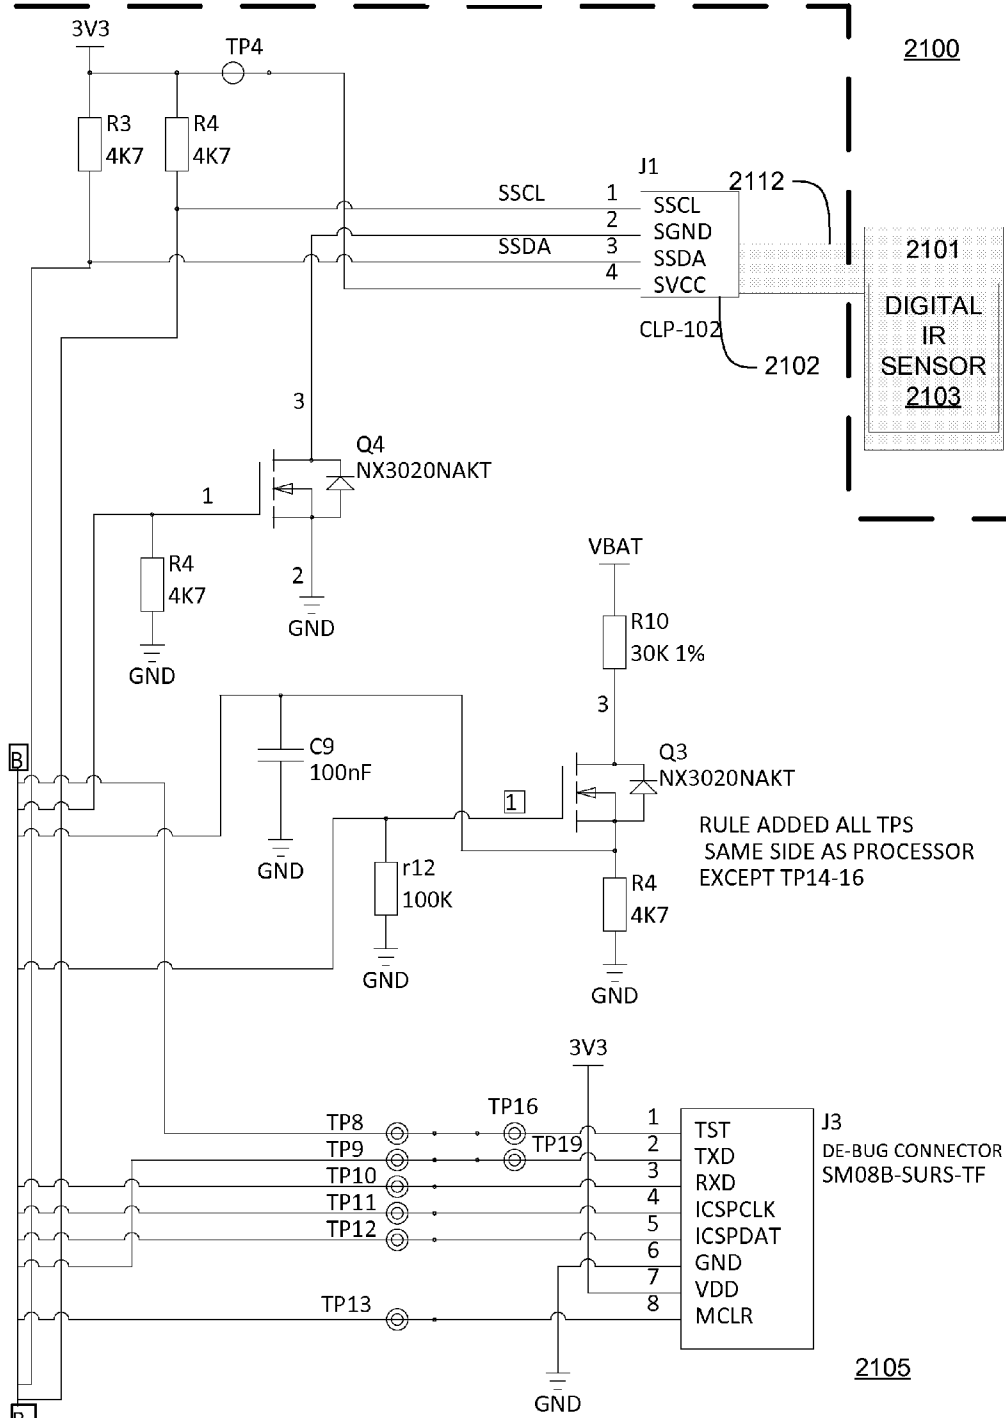 3V3
TP4
2100
R3
4K7
R4
4K7
J1
SSCL
1
SSCL
2112
2
SGND
SSDA
3
SSDA
2101
4
SVCC
DIGITAL
IR
SENSOR
2103
CLP-102
2102
3
Q4
NX3020NAKT
1
R4
4K7
2
GND
GND
VBAT
R10
30K 1%
3
B
C9
100nF
Q3
NX3020NAKT
1
RULE ADDED ALL TPS
SAME SIDE AS PROCESSOR
EXCEPT TP14-16
GND
r12
100K
R4
4K7
GND
GND
3V3
TP8
TP16
1
TST
J3
TP9
TP19
2
TXD
DE-BUG CONNECTOR
TP10
3
RXD
SM08B-SURS-TF
TP11
4
ICSPCLK
TP12
5
ICSPDAT
6
GND
7
VDD
TP13
8
MCLR
2105
GND